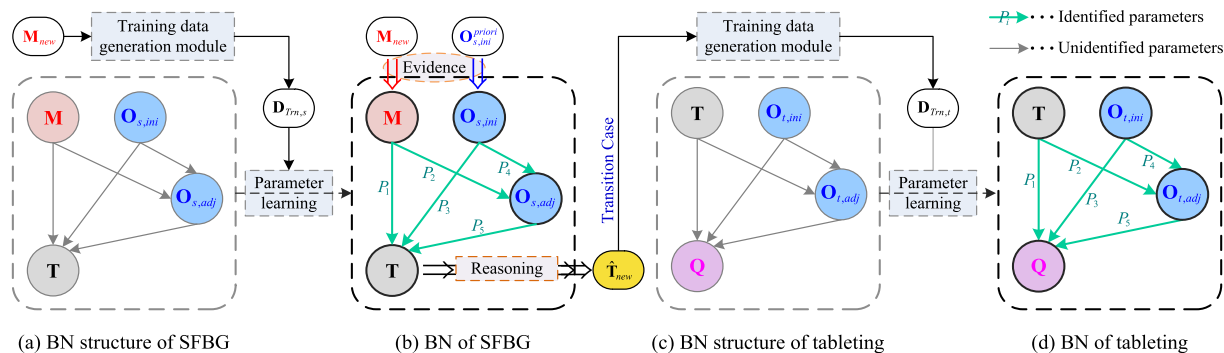 M_new
Training data
generation module
D_Trn,s
M
O_s,ini
O_s,adj
T
Parameter
learning
(a) BN structure of SFBG
M_new
O_s,ini^priori
Evidence
M
O_s,ini
P_1
P_2
P_3
P_4
O_s,adj
P_5
T
Reasoning
T̂_new
(b) BN of SFBG
Transition Case
Training data
generation module
D_Trn,t
T
O_t,ini
O_t,adj
Q
Parameter
learning
(c) BN structure of tableting
P_i
Identified parameters
Unidentified parameters
T
O_t,ini
P_1
P_2
P_3
P_4
O_t,adj
P_5
Q
(d) BN of tableting